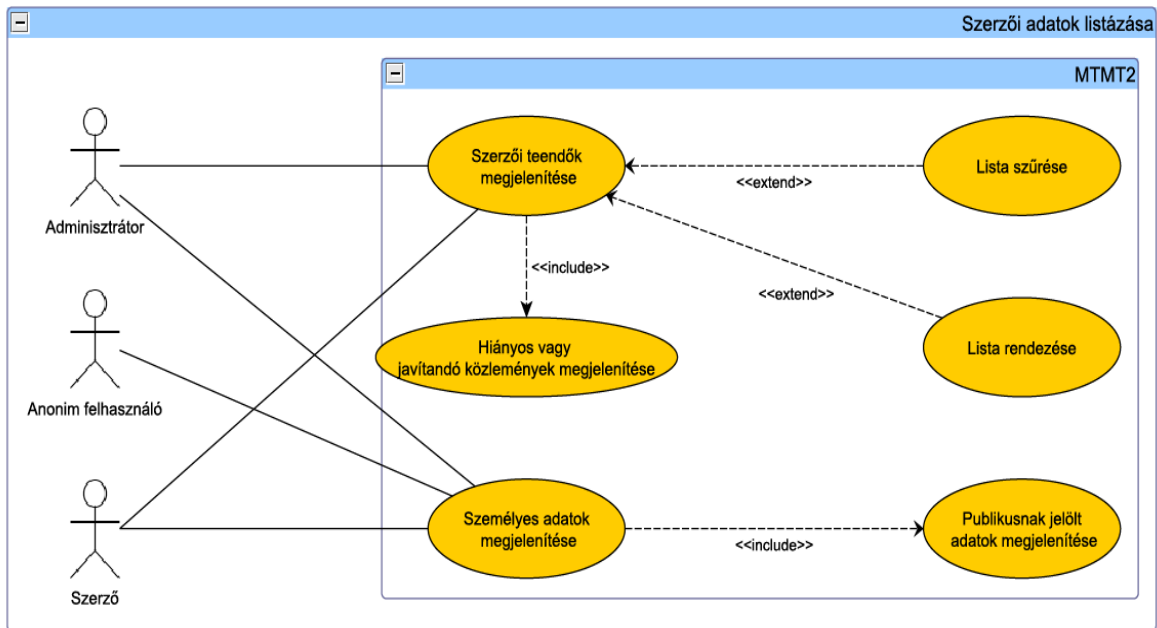 Szerzői adatok listázása
MTMT2
Szerzői teendők
megjelenítése
<<extend>>
Lista szűrése
Adminisztrátor
<<include>>
<<extend>>
Hiányos vagy
javítandó közlemények megjelenítése
Lista rendezése
Anonim felhasználó
Személyes adatok
megjelenítése
<<include>>
Publikusnak jelölt
adatok megjelenítése
Szerző